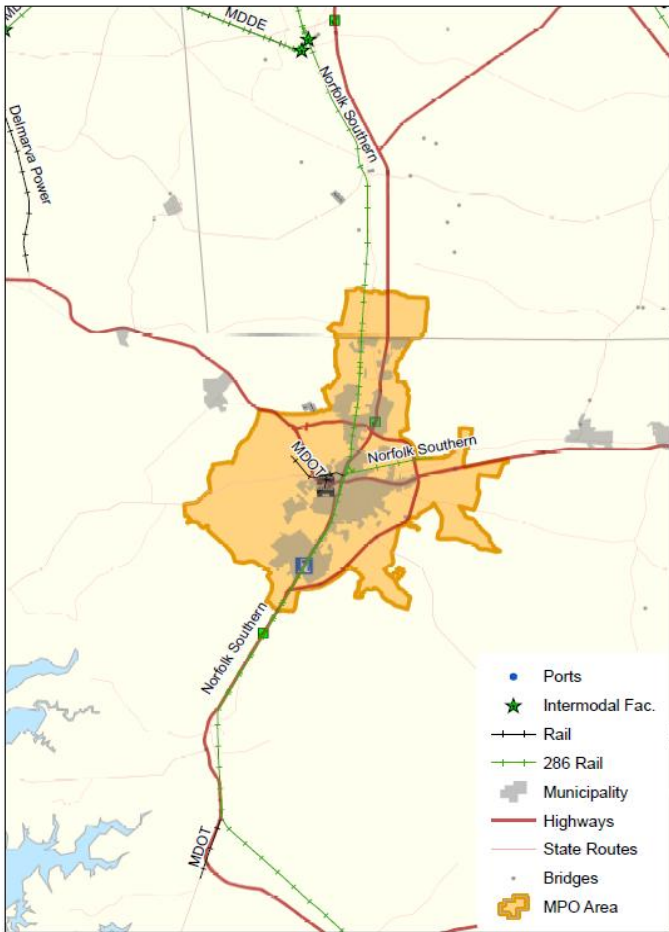 MDDE
Norfolk Southern
Delmarva Power
MDOT
Norfolk Southern
Norfolk Southern
MDOT
Ports
Intermodal Fac.
Rail
286 Rail
Municipality
Highways
State Routes
Bridges
MPO Area